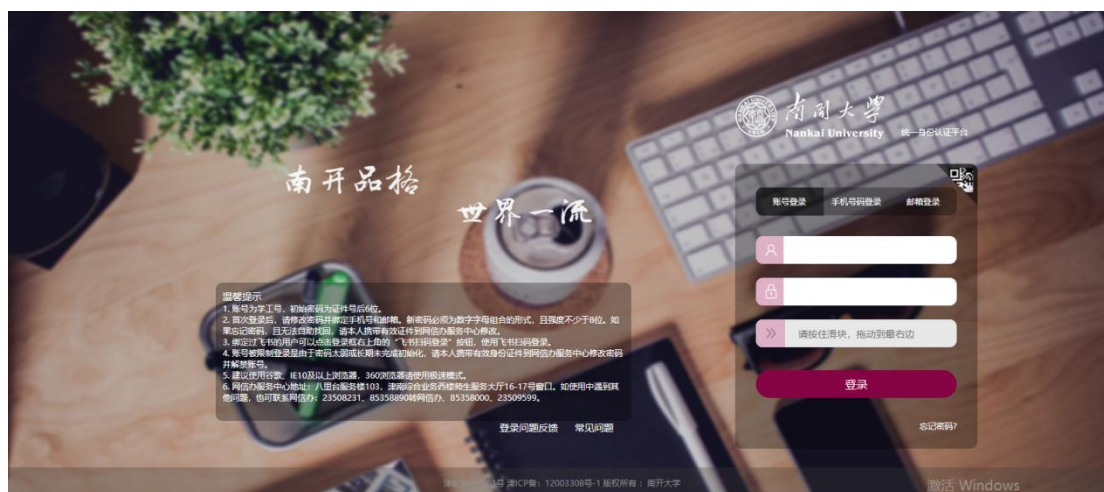 南开大学
Nankai University
统一身份认证平台
南开品格
世界一流
账号登录 手机号码登录 邮箱登录
温馨提示
1. 账号为学工号，初始密码为证件号后6位。
2. 首次登录后，请修改密码并绑定手机号和邮箱。新密码必须为数字字母组合的形式、且强度不少于8位。如
果忘记密码，且无法自助找回，请本人携带有效证件到网信办服务中心修改。
3. 绑定过飞书的用户可以点击登录框右上角的“飞书扫码登录”按钮，使用飞书扫码登录。
4. 账号被限制登录是由于密码太弱或长期未完成初始化、请本人携带有效身份证件到网信办服务中心修改密码
并解禁账号。
5. 建议使用谷歌、IE10及以上浏览器，360浏览器请使用极速模式。
6. 网信办服务中心地址：八里台服务楼103，津南综合业务西楼师生服务大厅16-17号窗口。如使用中遇到其
他问题，也可联系网信办：23508231、85358890转网信办、85358000、23509599。
请按住滑块，拖动到最右边
登录
忘记密码?
登录问题反馈 常见问题
1号 津ICP备：12003308号-1 版权所有：南开大学
激活 Windows